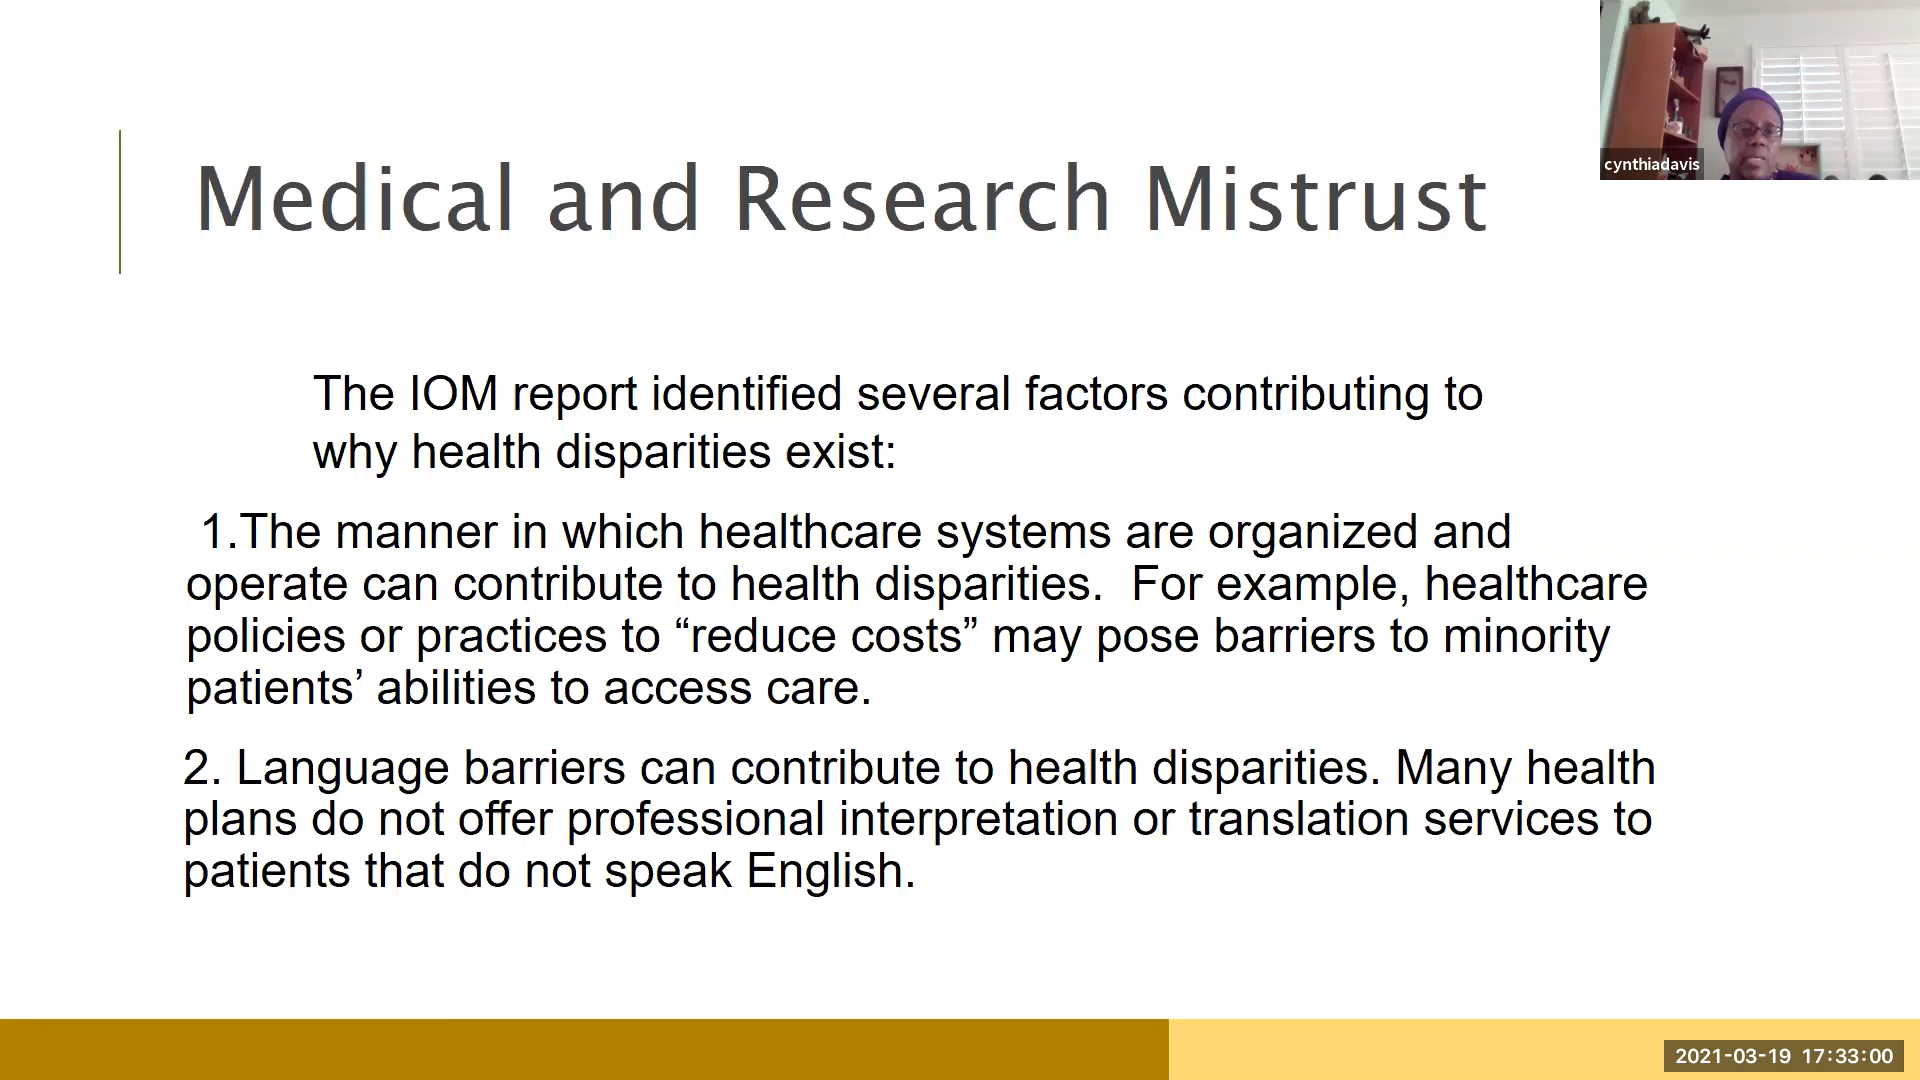 cynthiadavis
Medical and Research Mistrust
The IOM report identified several factors contributing to
why health disparities exist:
1.The manner in which healthcare systems are organized and
operate can contribute to health disparities.  For example, healthcare
policies or practices to “reduce costs” may pose barriers to minority
patients’ abilities to access care.
2. Language barriers can contribute to health disparities. Many health
plans do not offer professional interpretation or translation services to
patients that do not speak English.
2021-03-19 17:33:00